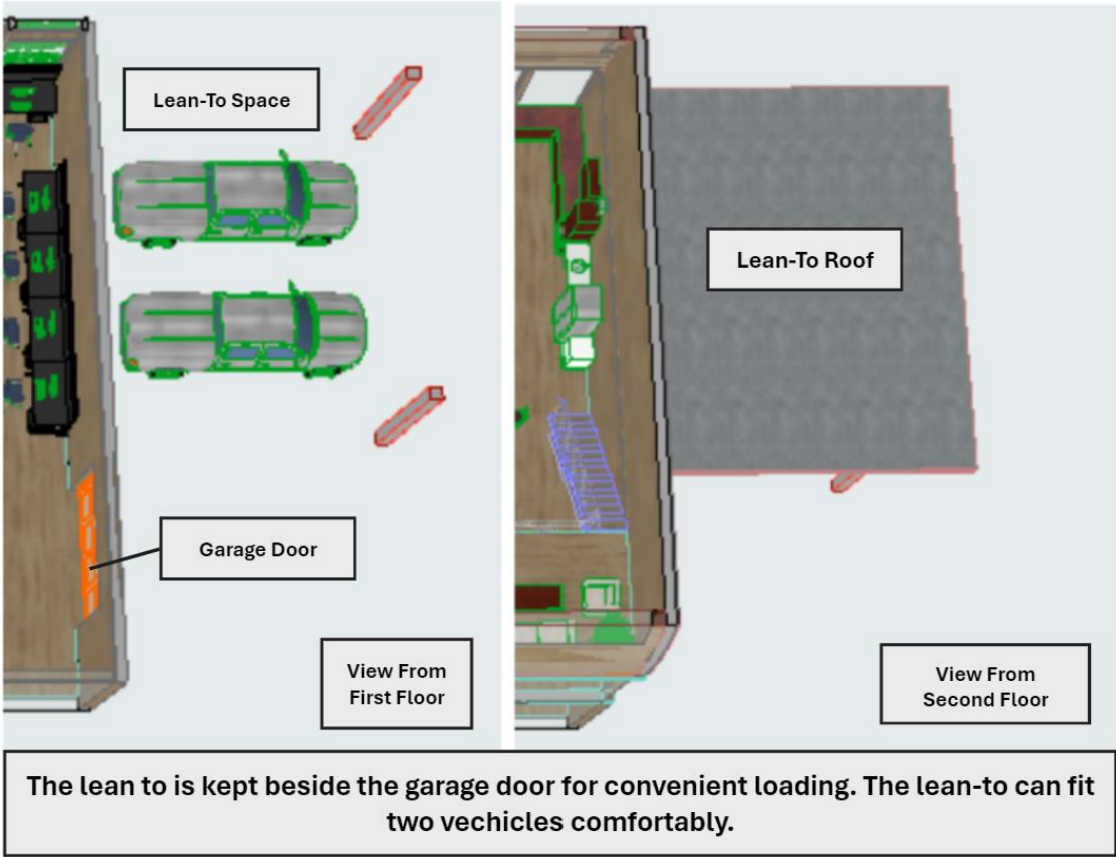 Lean-To Space
Lean-To Roof
Garage Door
View From
First Floor
View From
Second Floor
The lean to is kept beside the garage door for convenient loading. The lean-to can fit
two vechicles comfortably.